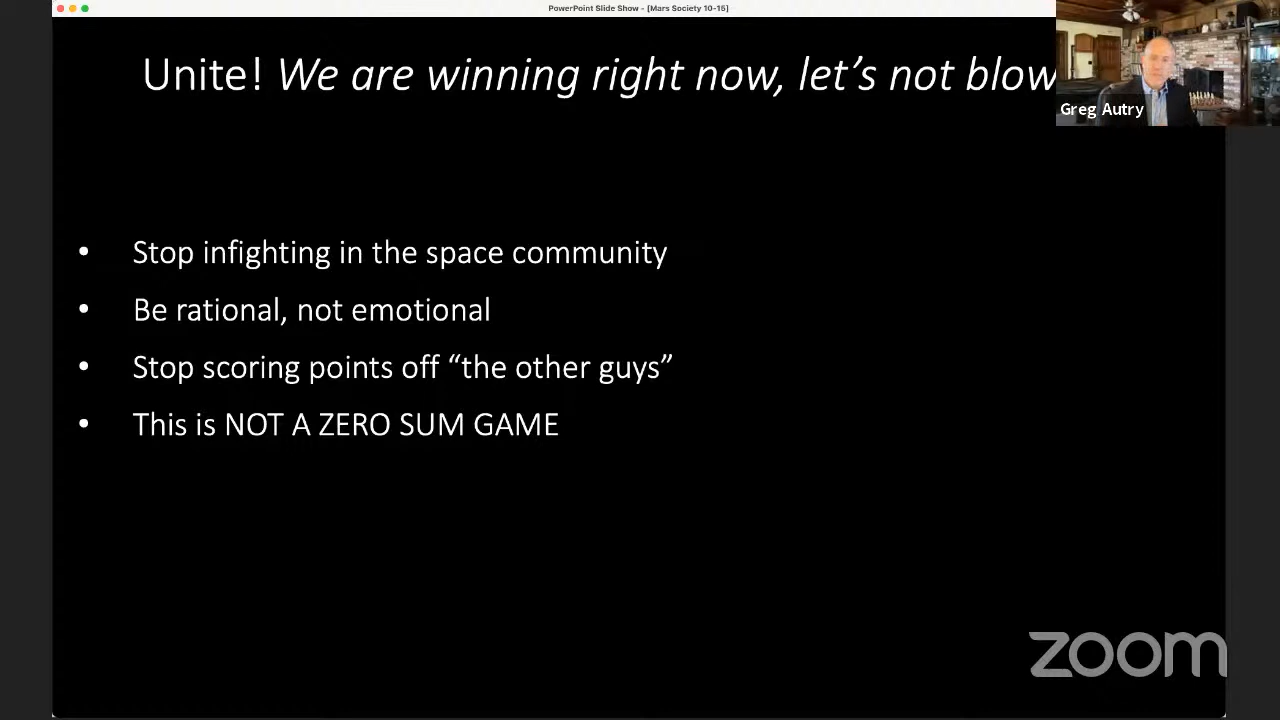 PowerPoint Slide Show - [Mars Society 10-15]
Unite! We are winning right now, let's not blow
Greg Autry
• Stop infighting in the space community
• Be rational, not emotional
• Stop scoring points off “the other guys”
• This is NOT A ZERO SUM GAME
zoom